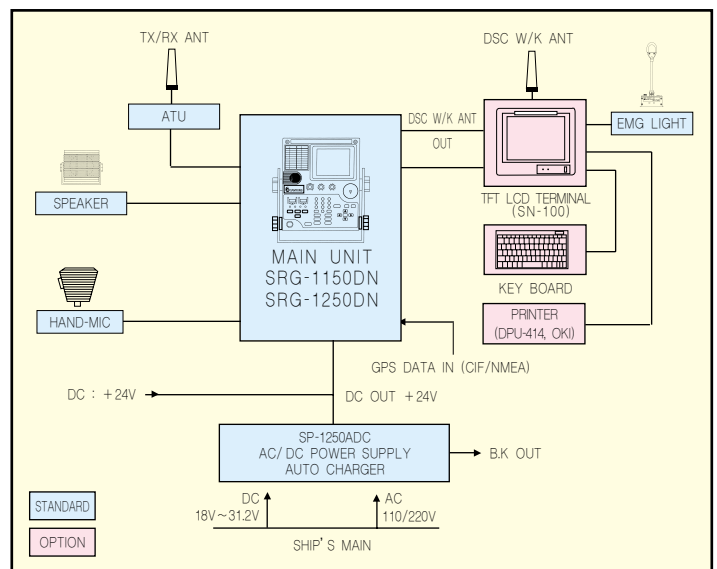 TX/RX ANT
DSC W/K ANT
ATU
DSC W/K ANT
OUT
EMG LIGHT
SPEAKER
TFT LCD TERMINAL
(SN-100)
MAIN UNIT
SRG-1150DN
SRG-1250DN
KEY BOARD
HAND-MIC
PRINTER
(DPU-414, OKI)
GPS DATA IN (CIF/NMEA)
DC : +24V
DC OUT +24V
SP-1250ADC
AC/DC POWER SUPPLY
AUTO CHARGER
B.K OUT
DC
18V~31.2V
AC
110/220V
STANDARD
OPTION
SHIP'S MAIN